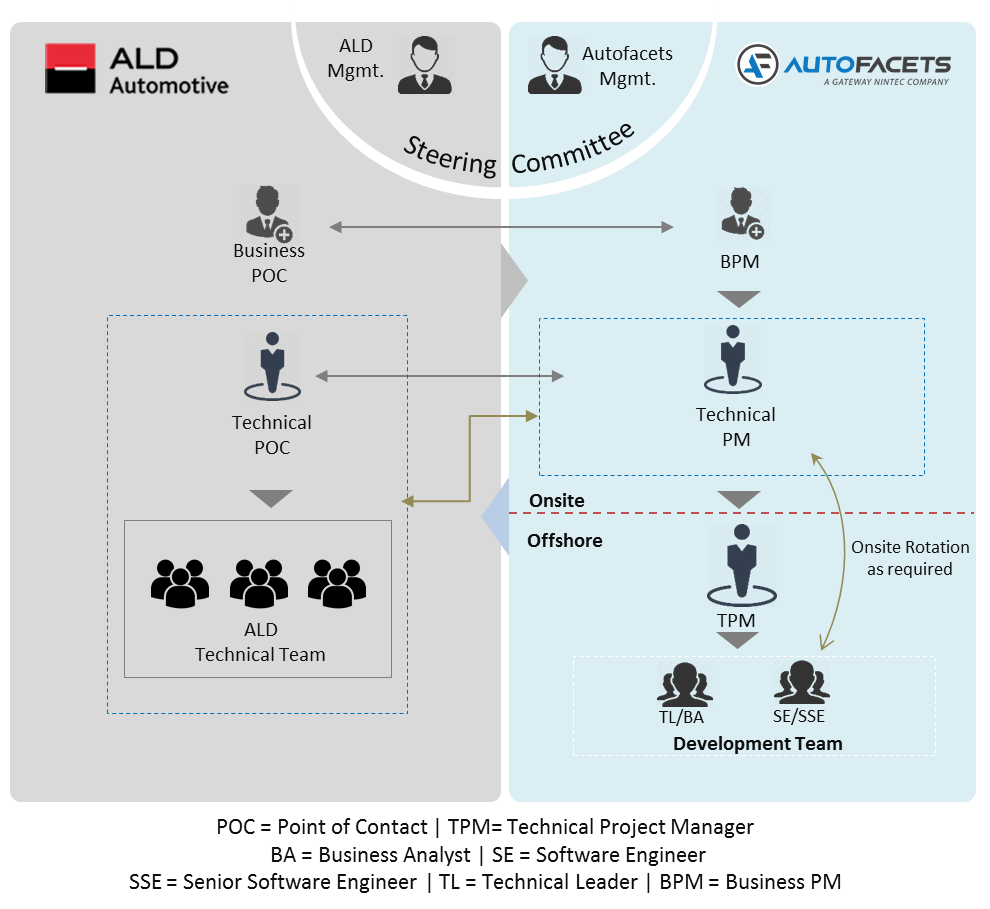 ALD
Automotive
ALD
Mgmt.
Autofacets
Mgmt.
AF AUTOFACETS
A GATEWAY NINTEC COMPANY
Steering Committee
Business
POC
BPM
Technical
POC
Technical
PM
Onsite
Offshore
Onsite Rotation
as required
TPM
ALD
Technical Team
TL/BA
SE/SSE
Development Team
POC = Point of Contact | TPM= Technical Project Manager
BA = Business Analyst | SE = Software Engineer
SSE = Senior Software Engineer | TL = Technical Leader | BPM = Business PM